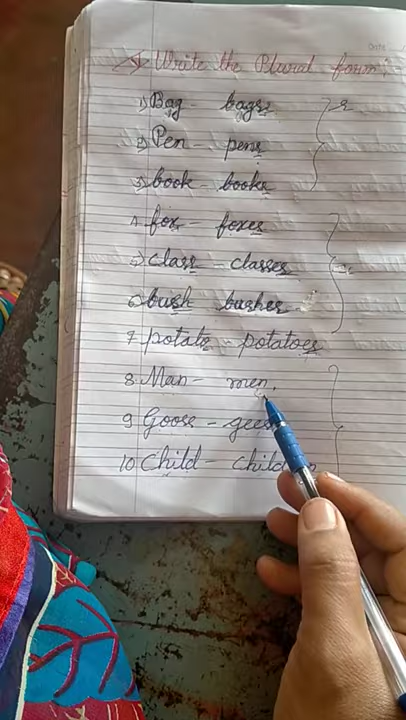 Date
I Write the Plural form:-
1) Bag - bags s
2) Pen - pens
3) book - books
4. fox - foxes
5) class - classes
6) bush bushes
7 potato - potatoes
8 Man - men.
9 Goose -
10 Child -